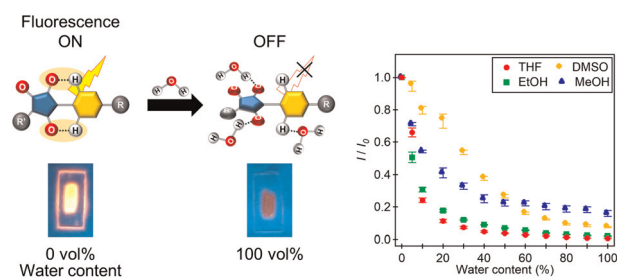 Fluorescence
ON
OFF
O O H O H R R'
H O H
O H H R
H O H
H O H
0 vol%
Water content
100 vol%
THF DMSO
EtOH MeOH
I / I0
1.0
0.8
0.6
0.4
0.2
0.0
0 20 40 60 80 100
Water content (%)